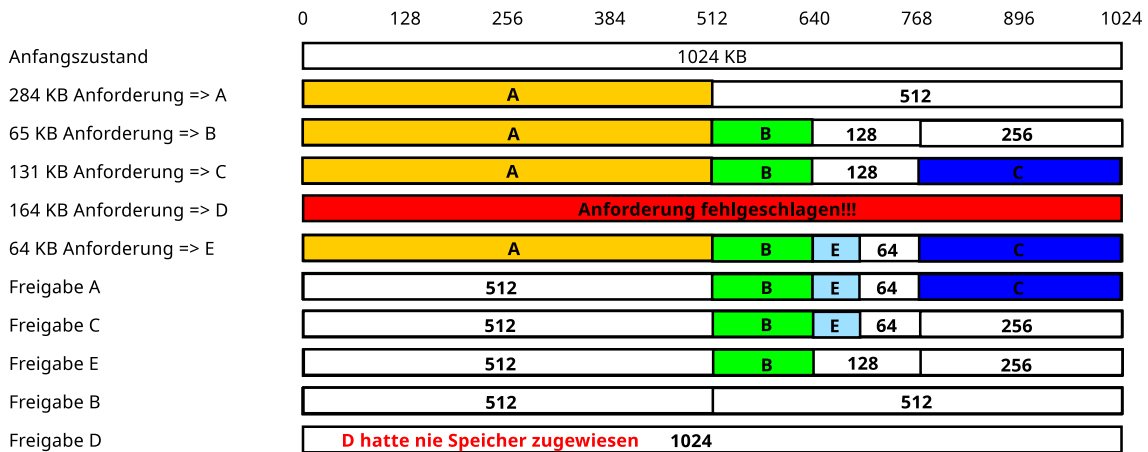 0 128 256 384 512 640 768 896 1024
Anfangszustand 1024 KB
284 KB Anforderung => A A 512
65 KB Anforderung => B A B 128 256
131 KB Anforderung => C A B 128 C
164 KB Anforderung => D Anforderung fehlgeschlagen!!!
64 KB Anforderung => E A B E 64 C
Freigabe A 512 B E 64 C
Freigabe C 512 B E 64 256
Freigabe E 512 B 128 256
Freigabe B 512 512
Freigabe D D hatte nie Speicher zugewiesen 1024